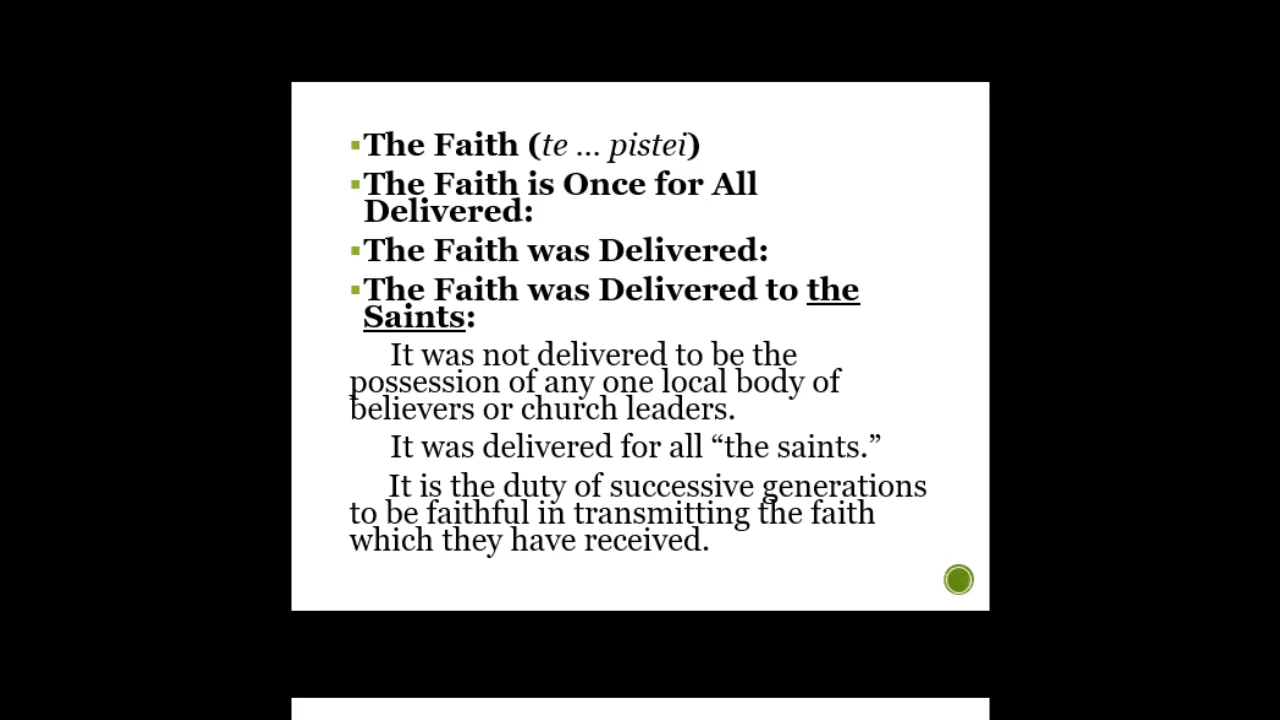 ▪The Faith (te ... pistei)
▪The Faith is Once for All
Delivered:
▪The Faith was Delivered:
▪The Faith was Delivered to the
Saints:
It was not delivered to be the
possession of any one local body of
believers or church leaders.
It was delivered for all “the saints.”
It is the duty of successive generations
to be faithful in transmitting the faith
which they have received.